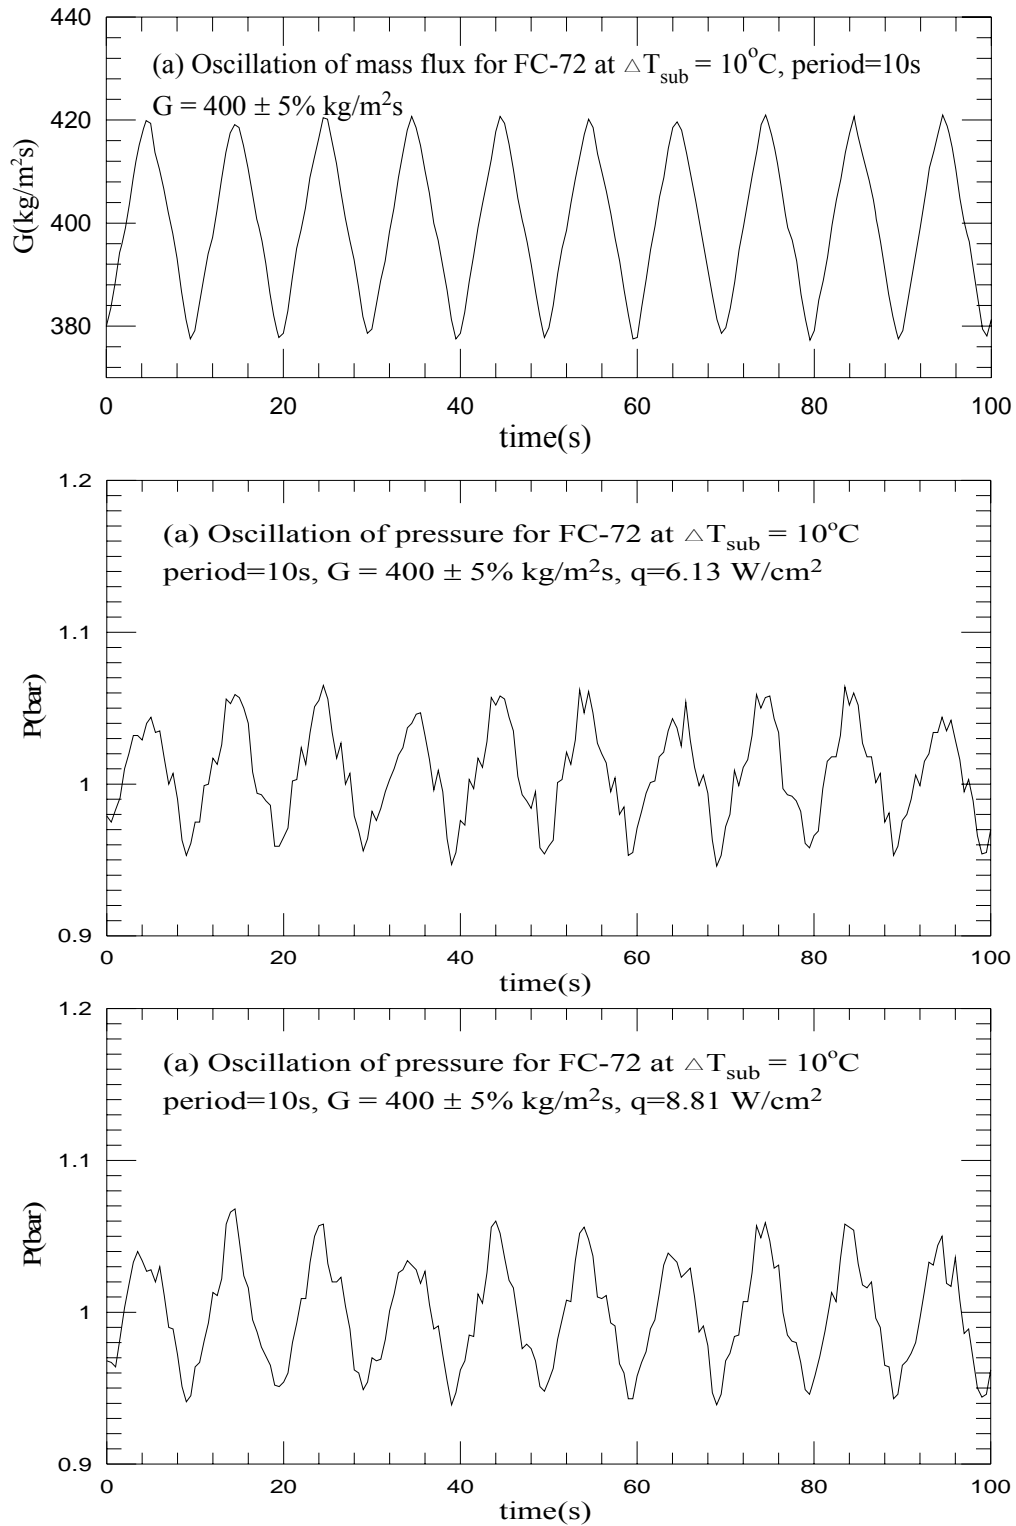 440
(a) Oscillation of mass flux for FC-72 at △T_sub = 10°C, period=10s
G = 400 ± 5% kg/m²s
420
G(kg/m²s)
400
380
0 20 40 60 80 100
time(s)
1.2
(a) Oscillation of pressure for FC-72 at △T_sub = 10°C
period=10s, G = 400 ± 5% kg/m²s, q=6.13 W/cm²
1.1
P(bar)
1
0.9
0 20 40 60 80 100
time(s)
1.2
(a) Oscillation of pressure for FC-72 at △T_sub = 10°C
period=10s, G = 400 ± 5% kg/m²s, q=8.81 W/cm²
1.1
P(bar)
1
0.9
0 20 40 60 80 100
time(s)